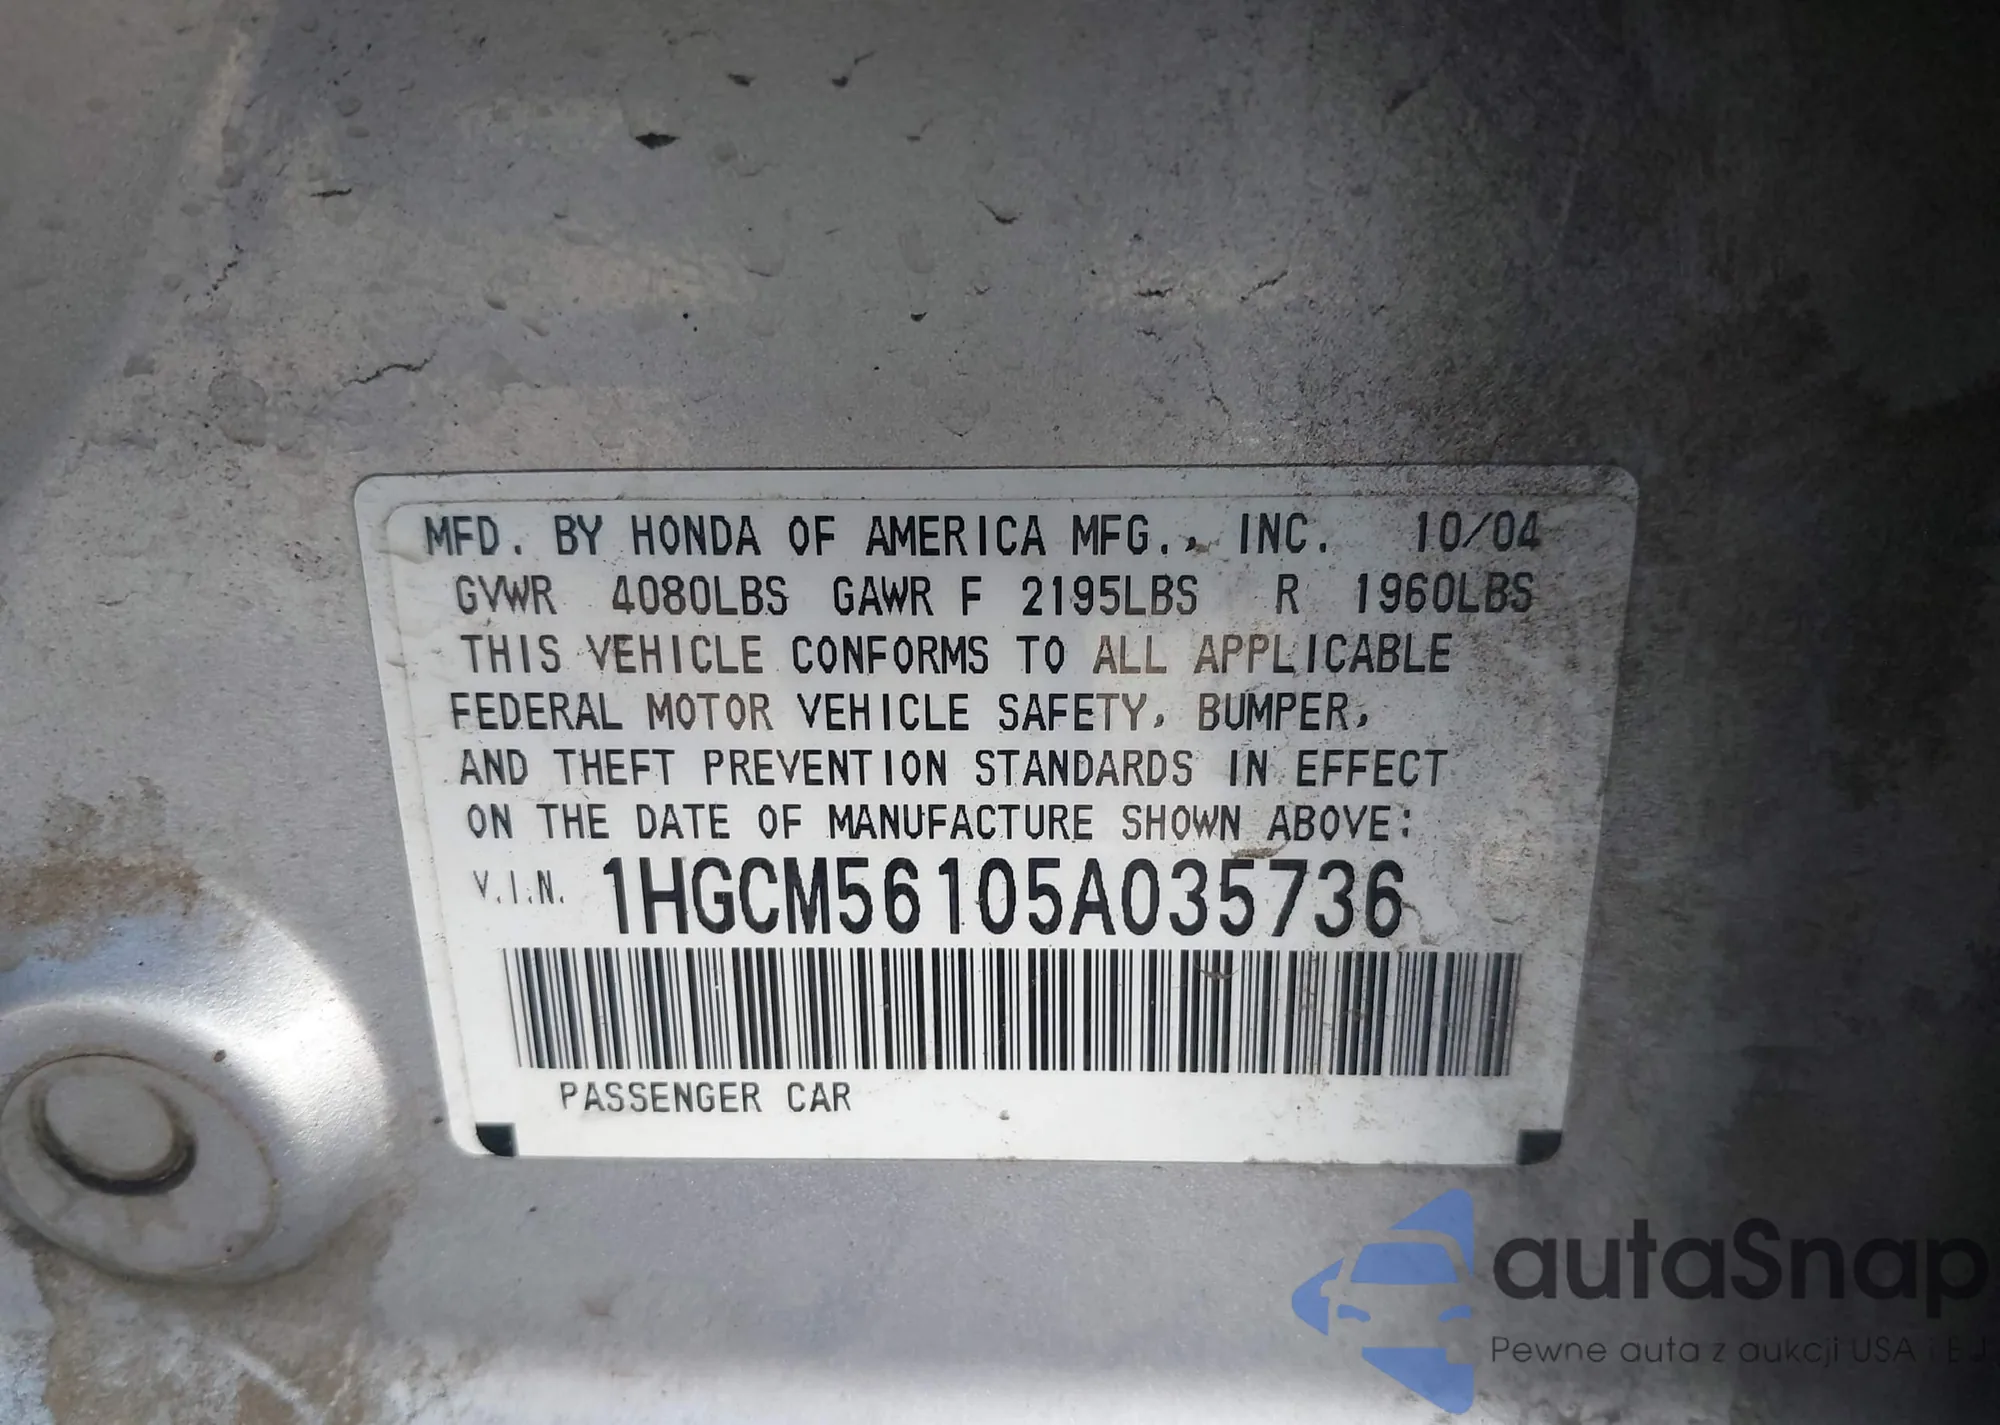 MFD. BY HONDA OF AMERICA MFG., INC. 10/04
GVWR 4080LBS GAWR F 2195LBS R 1960LBS
THIS VEHICLE CONFORMS TO ALL APPLICABLE
FEDERAL MOTOR VEHICLE SAFETY, BUMPER,
AND THEFT PREVENTION STANDARDS IN EFFECT
ON THE DATE OF MANUFACTURE SHOWN ABOVE:
V.I.N. 1HGCM56105A035736
PASSENGER CAR
autaSnap
Pewne auta z aukcji USA i EU